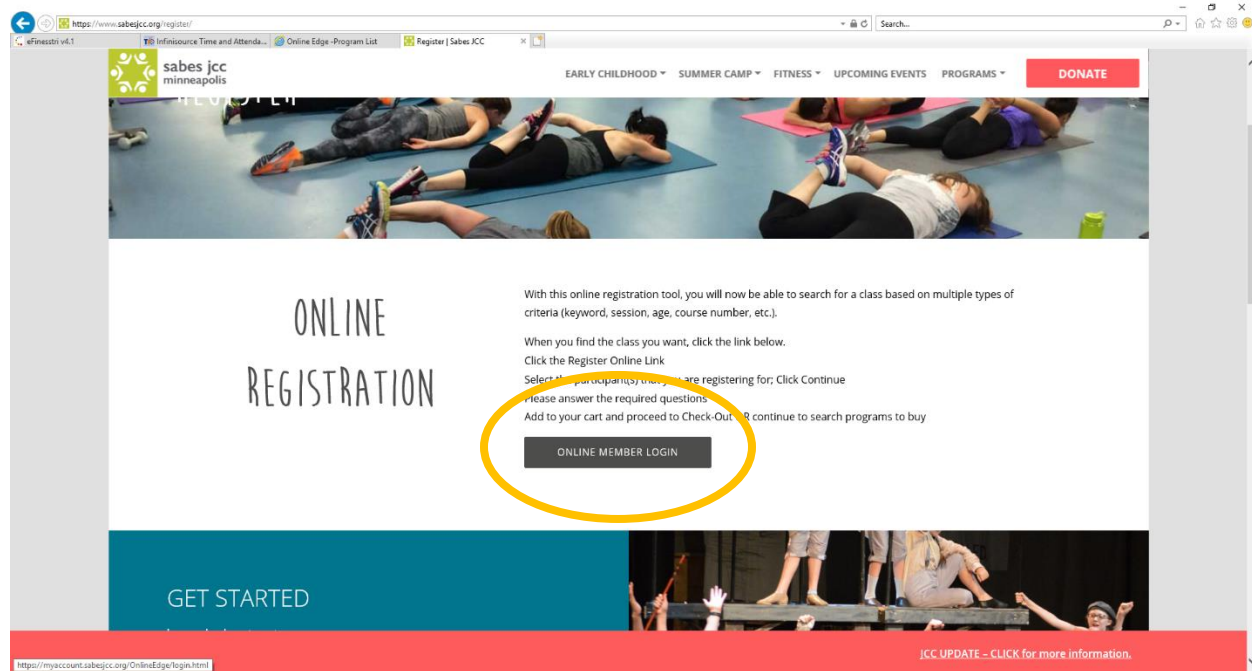 https://www.sabesjcc.org/register/
Search...
eFinesstri v4.1
Infinisource Time and Attenda...
Online Edge -Program List
Register | Sabes JCC
sabes jcc
minneapolis
EARLY CHILDHOOD
SUMMER CAMP
FITNESS
UPCOMING EVENTS
PROGRAMS
DONATE
REGISTER
ONLINE
REGISTRATION
With this online registration tool, you will now be able to search for a class based on multiple types of
criteria (keyword, session, age, course number, etc.).
When you find the class you want, click the link below.
Click the Register Online Link
Select the participant(s) that you are registering for; Click Continue
Please answer the required questions
Add to your cart and proceed to Check-Out OR continue to search programs to buy
ONLINE MEMBER LOGIN
GET STARTED
JCC UPDATE – CLICK for more information.
https://myaccount.sabesjcc.org/OnlineEdge/login.html